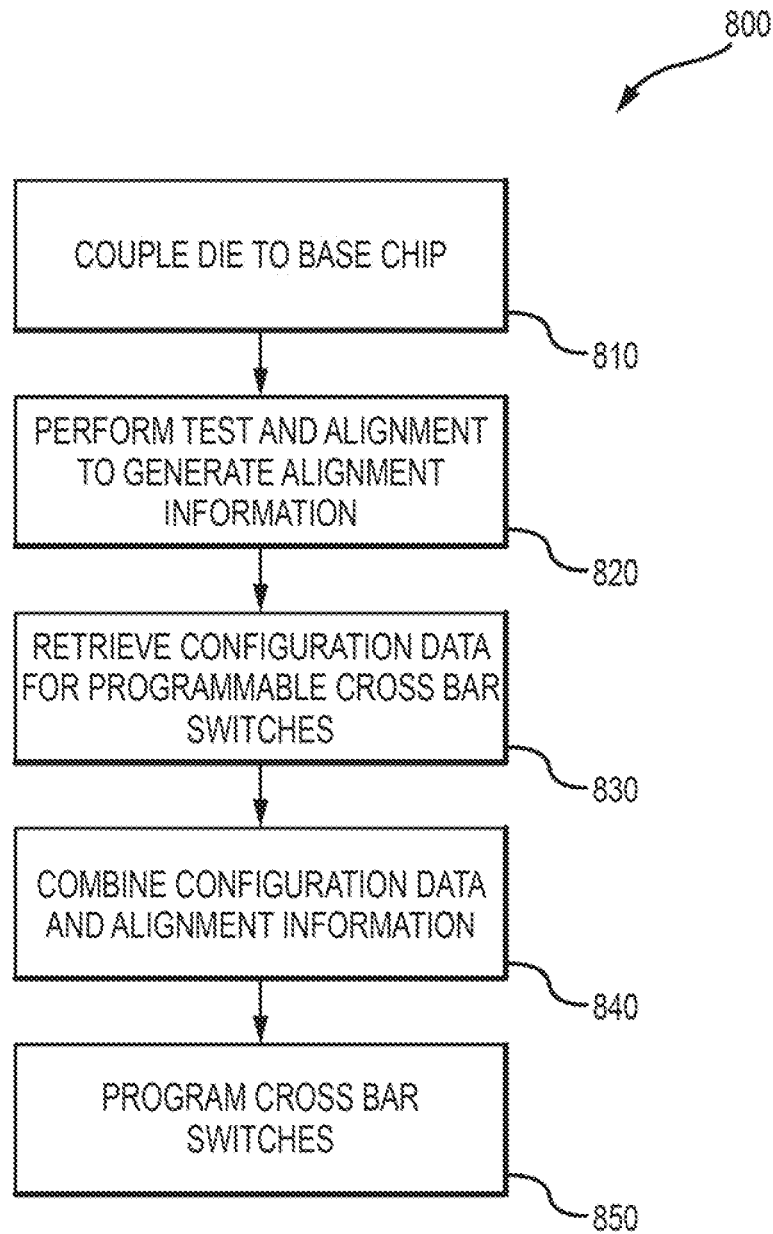 800
COUPLE DIE TO BASE CHIP
810
PERFORM TEST AND ALIGNMENT
TO GENERATE ALIGNMENT
INFORMATION
820
RETRIEVE CONFIGURATION DATA
FOR PROGRAMMABLE CROSS BAR
SWITCHES
830
COMBINE CONFIGURATION DATA
AND ALIGNMENT INFORMATION
840
PROGRAM CROSS BAR
SWITCHES
850